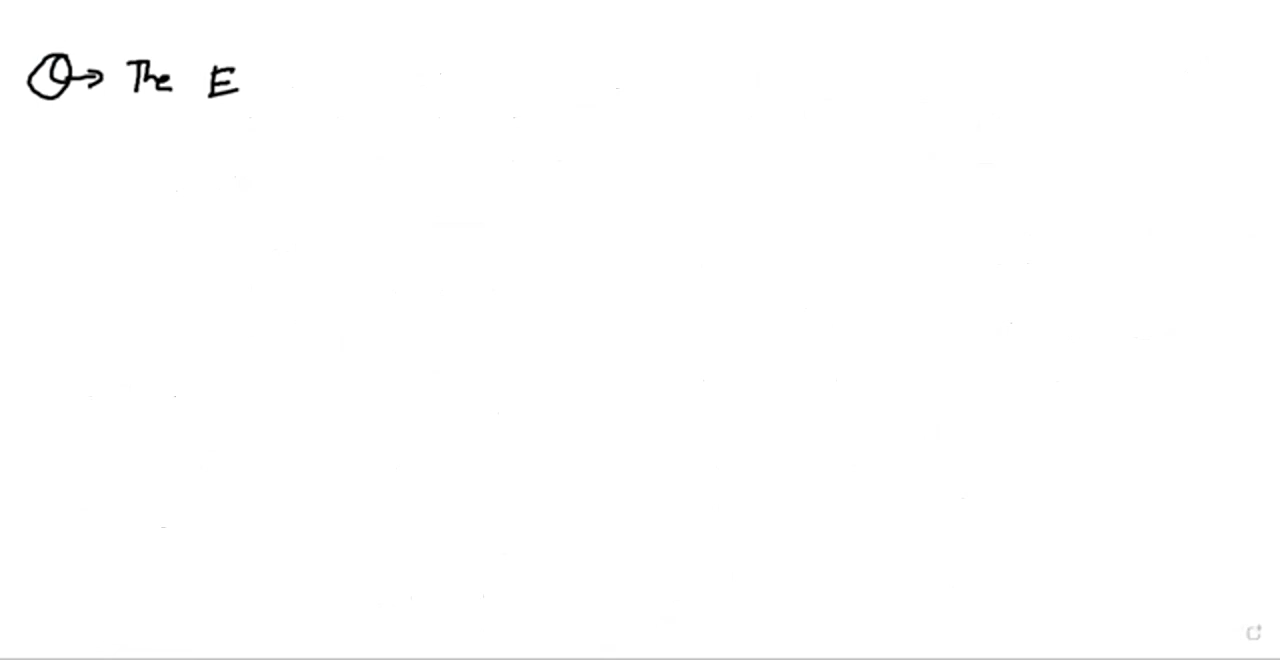 → The E